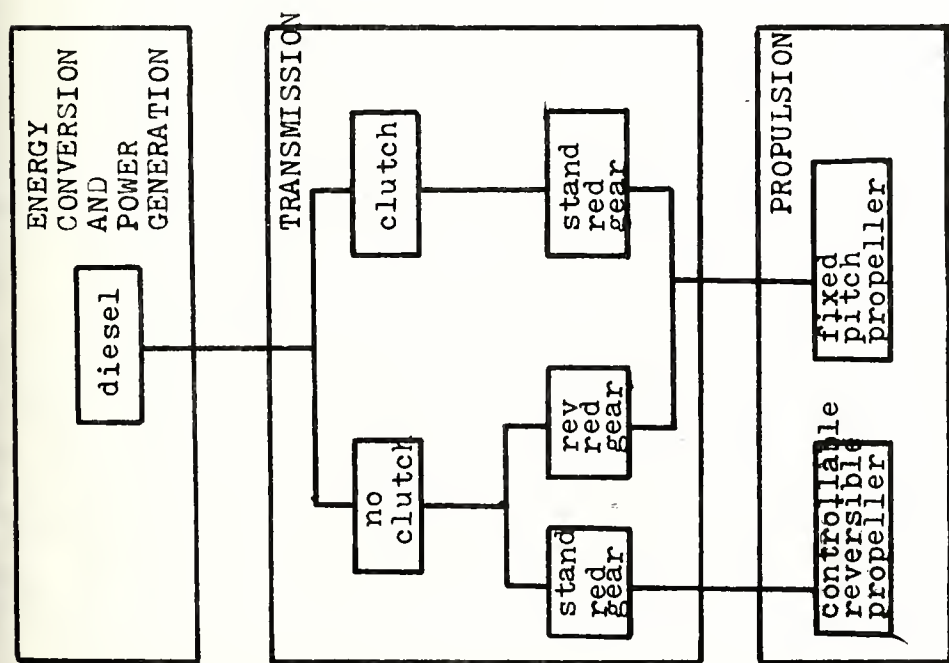 ENERGY
CONVERSION
AND
POWER
GENERATION
diesel
TRANSMISSION
no
clutch
clutch
stand
red
gear
rev
red
gear
stand
red
gear
PROPULSION
controllable
reversible
propeller
fixed
pitch
propeller